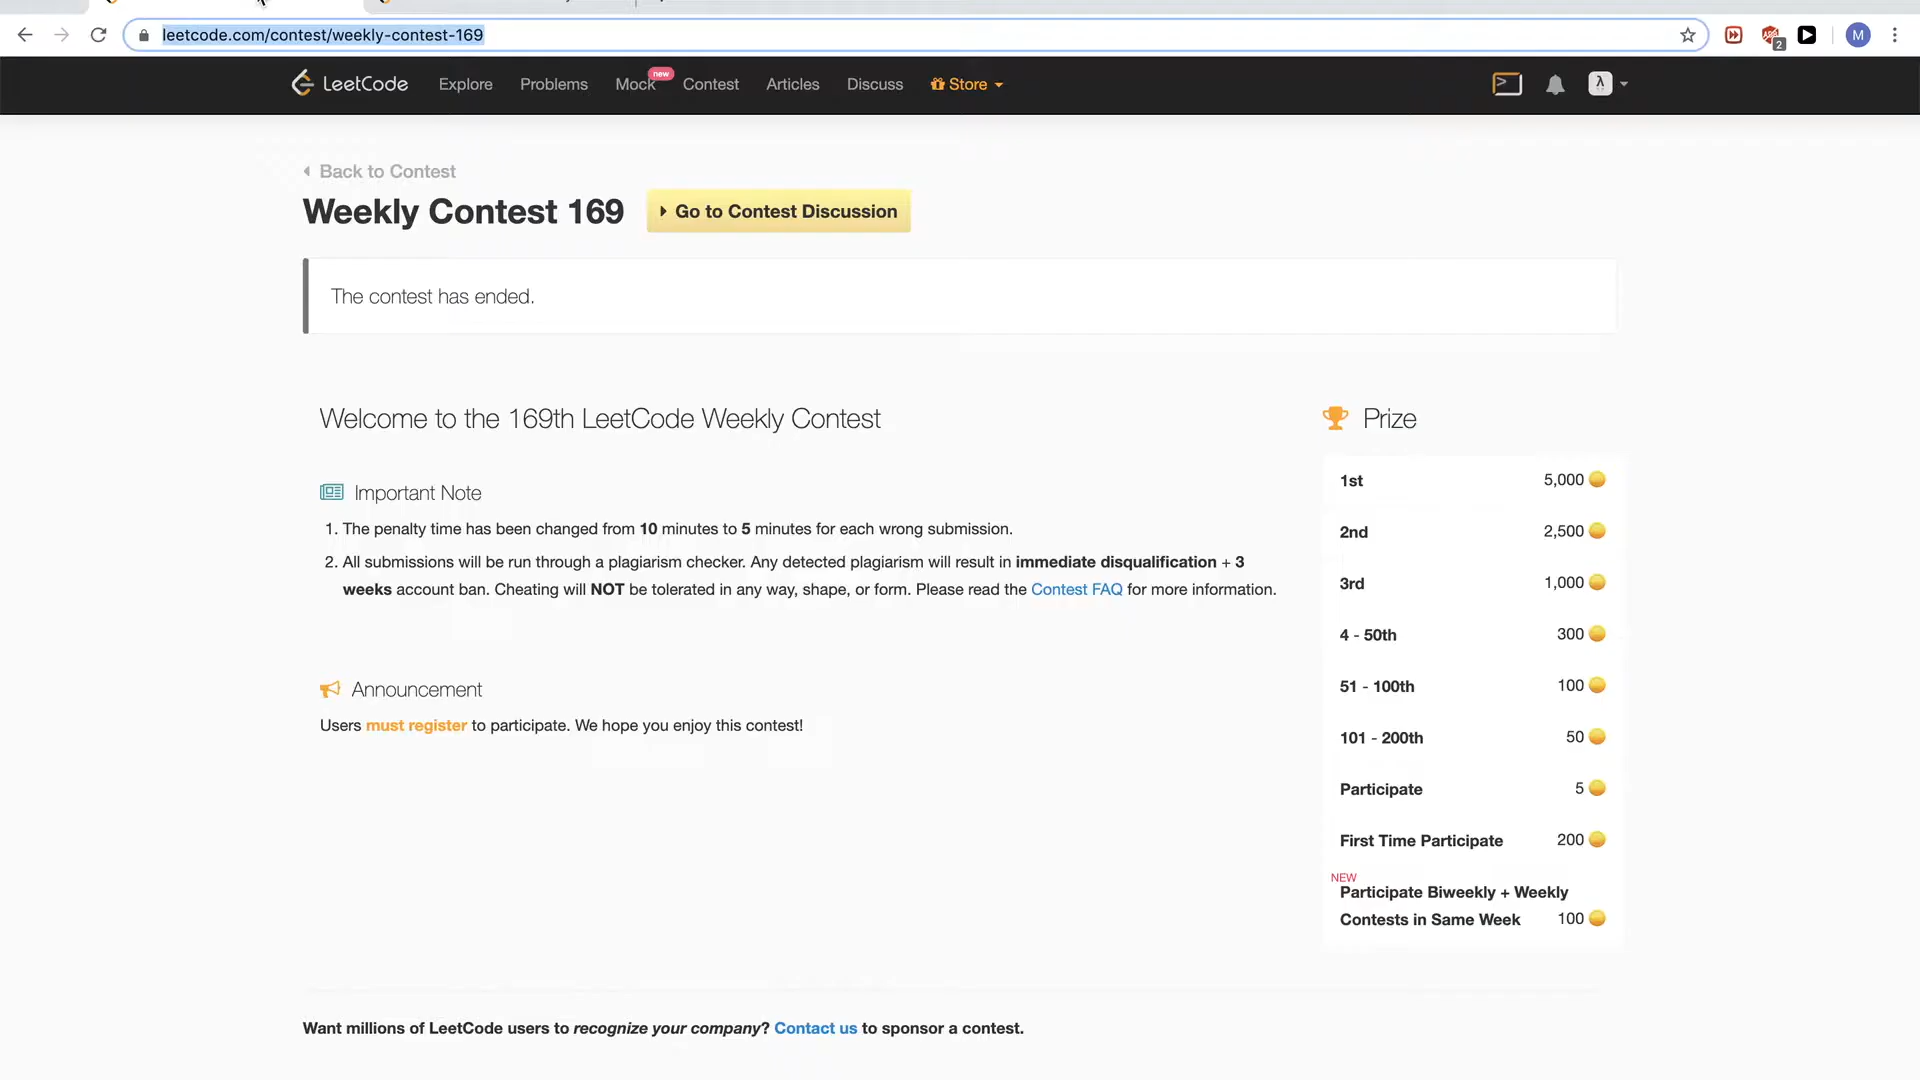 leetcode.com/contest/weekly-contest-169
2
M
LeetCode Explore Problems Mock new Contest Articles Discuss Store
Back to Contest
Weekly Contest 169
Go to Contest Discussion
The contest has ended.
Welcome to the 169th LeetCode Weekly Contest
Important Note
1. The penalty time has been changed from 10 minutes to 5 minutes for each wrong submission.
2. All submissions will be run through a plagiarism checker. Any detected plagiarism will result in immediate disqualification + 3
weeks account ban. Cheating will NOT be tolerated in any way, shape, or form. Please read the Contest FAQ for more information.
Announcement
Users must register to participate. We hope you enjoy this contest!
Prize
1st 5,000
2nd 2,500
3rd 1,000
4 - 50th 300
51 - 100th 100
101 - 200th 50
Participate 5
First Time Participate 200
NEW
Participate Biweekly + Weekly
Contests in Same Week 100
Want millions of LeetCode users to recognize your company? Contact us to sponsor a contest.